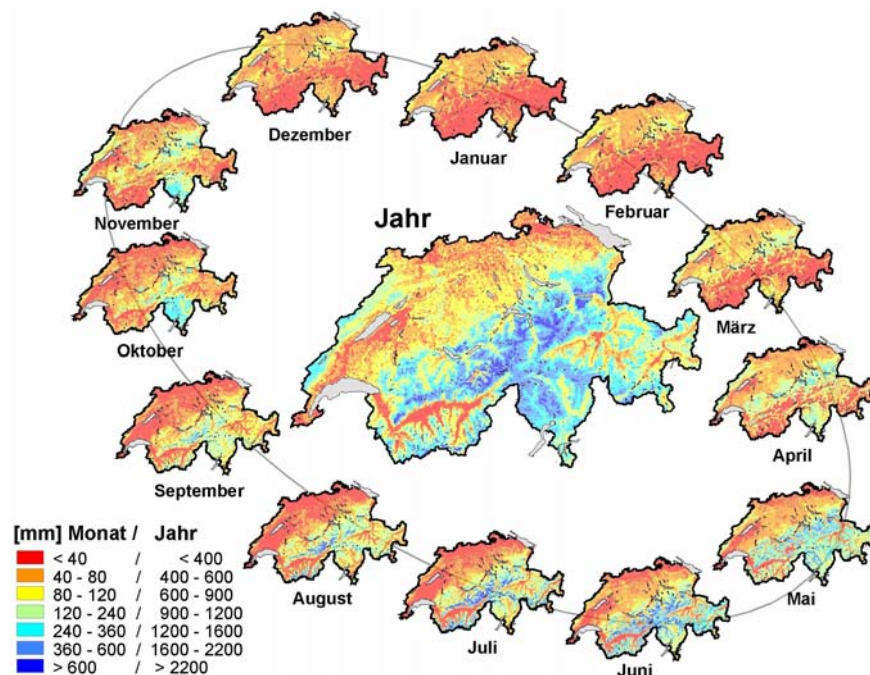 Dezember
Januar
Februar
März
April
Mai
Juni
Juli
August
September
Oktober
November
Jahr
[mm] Monat / Jahr
< 40 / < 400
40 - 80 / 400 - 600
80 - 120 / 600 - 900
120 - 240 / 900 - 1200
240 - 360 / 1200 - 1600
360 - 600 / 1600 - 2200
> 600 / > 2200